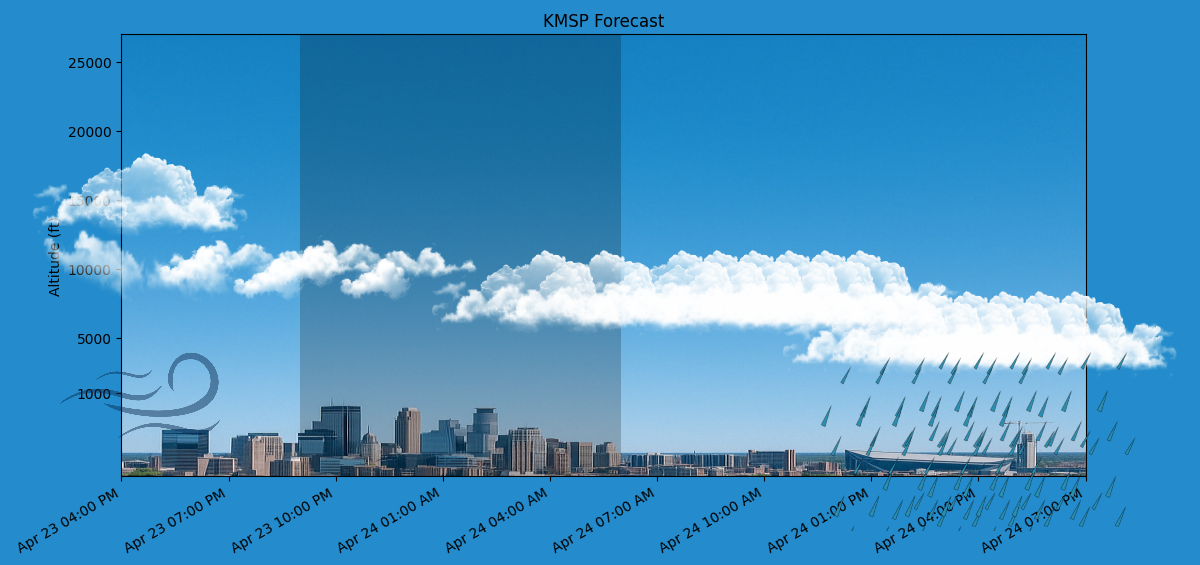 KMSP Forecast
25000
20000
15000
10000
5000
1000
Altitude (ft
Apr 23 04:00 PM
Apr 23 07:00 PM
Apr 23 10:00 PM
Apr 24 01:00 AM
Apr 24 04:00 AM
Apr 24 07:00 AM
Apr 24 10:00 AM
Apr 24 01:00 PM
Apr 24 04:00 PM
Apr 24 07:00 PM